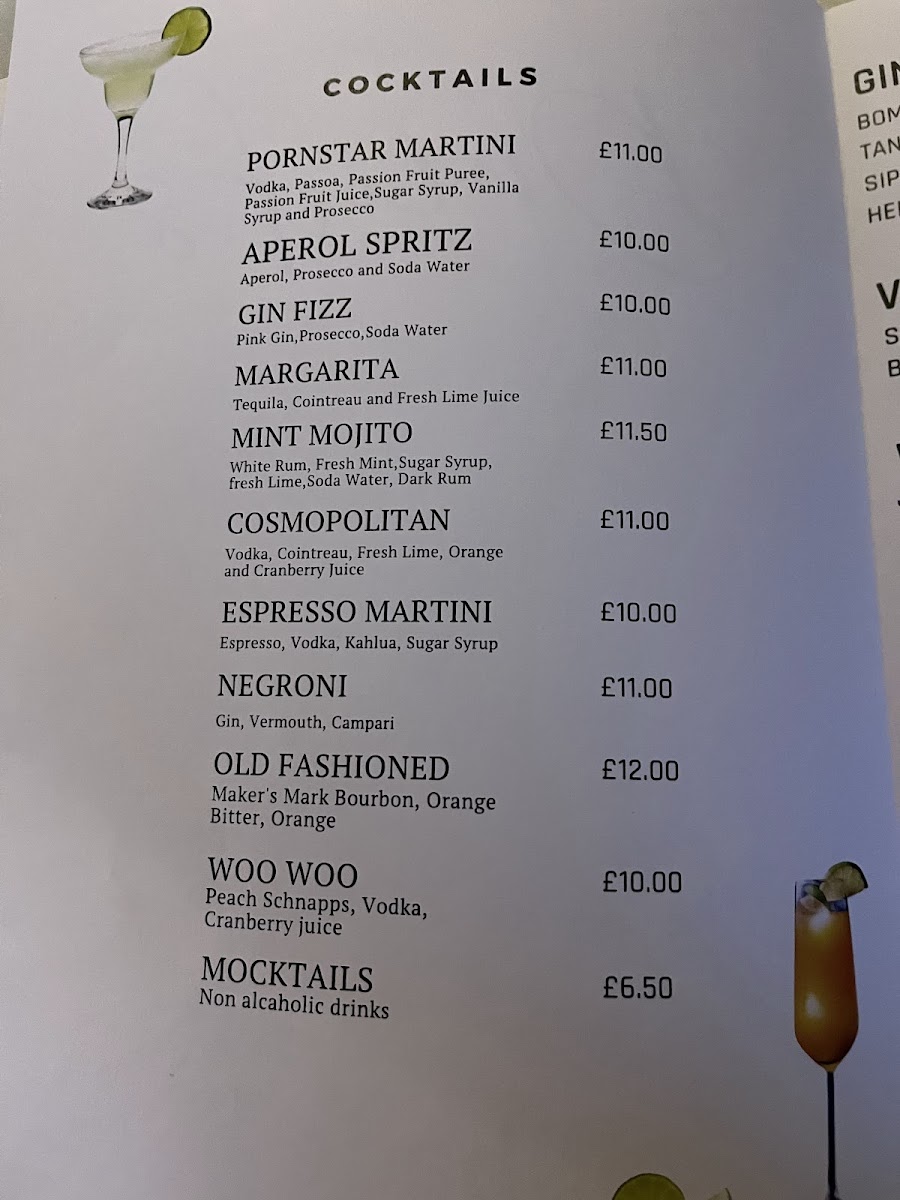 COCKTAILS
PORNSTAR MARTINI £11.00
Vodka, Passoa, Passion Fruit Puree,
Passion Fruit Juice,Sugar Syrup, Vanilla
Syrup and Prosecco
APEROL SPRITZ £10.00
Aperol, Prosecco and Soda Water
GIN FIZZ £10.00
Pink Gin,Prosecco,Soda Water
MARGARITA £11.00
Tequila, Cointreau and Fresh Lime Juice
MINT MOJITO £11.50
White Rum, Fresh Mint,Sugar Syrup,
fresh Lime,Soda Water, Dark Rum
COSMOPOLITAN £11.00
Vodka, Cointreau, Fresh Lime, Orange
and Cranberry Juice
ESPRESSO MARTINI £10.00
Espresso, Vodka, Kahlua, Sugar Syrup
NEGRONI £11.00
Gin, Vermouth, Campari
OLD FASHIONED £12.00
Maker's Mark Bourbon, Orange
Bitter, Orange
WOO WOO £10.00
Peach Schnapps, Vodka,
Cranberry juice
MOCKTAILS £6.50
Non alcaholic drinks
GIN